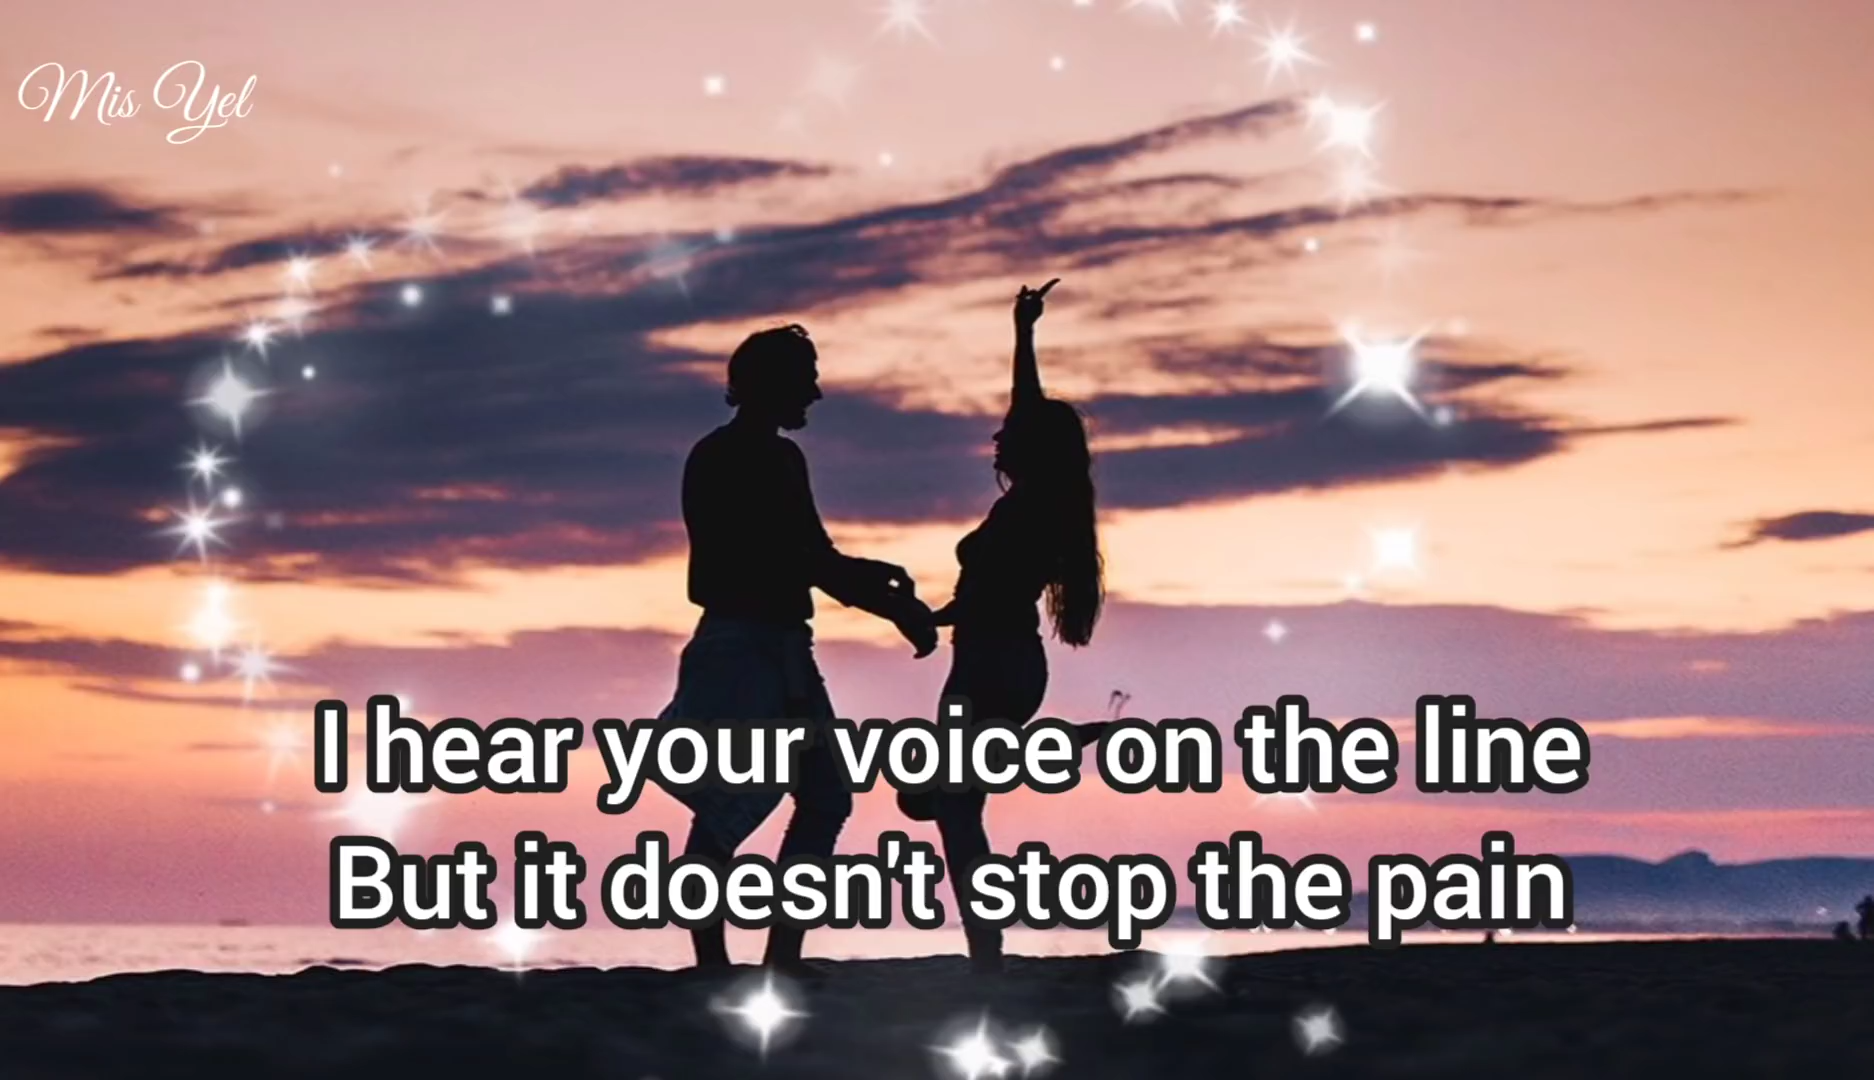 Mis Yel
I hear your voice on the line
But it doesn't stop the pain